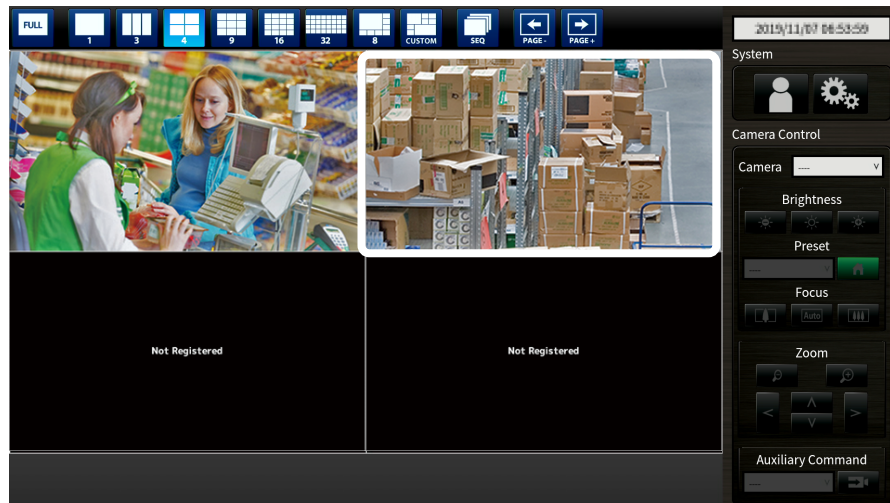 FULL
1
3
4
9
16
32
8
CUSTOM
SEQ
PAGE -
PAGE +
2019/11/07 06:53:59
System
Camera Control
Camera
----
Brightness
Preset
----
Focus
Auto
Zoom
Auxiliary Command
----
Not Registered
Not Registered